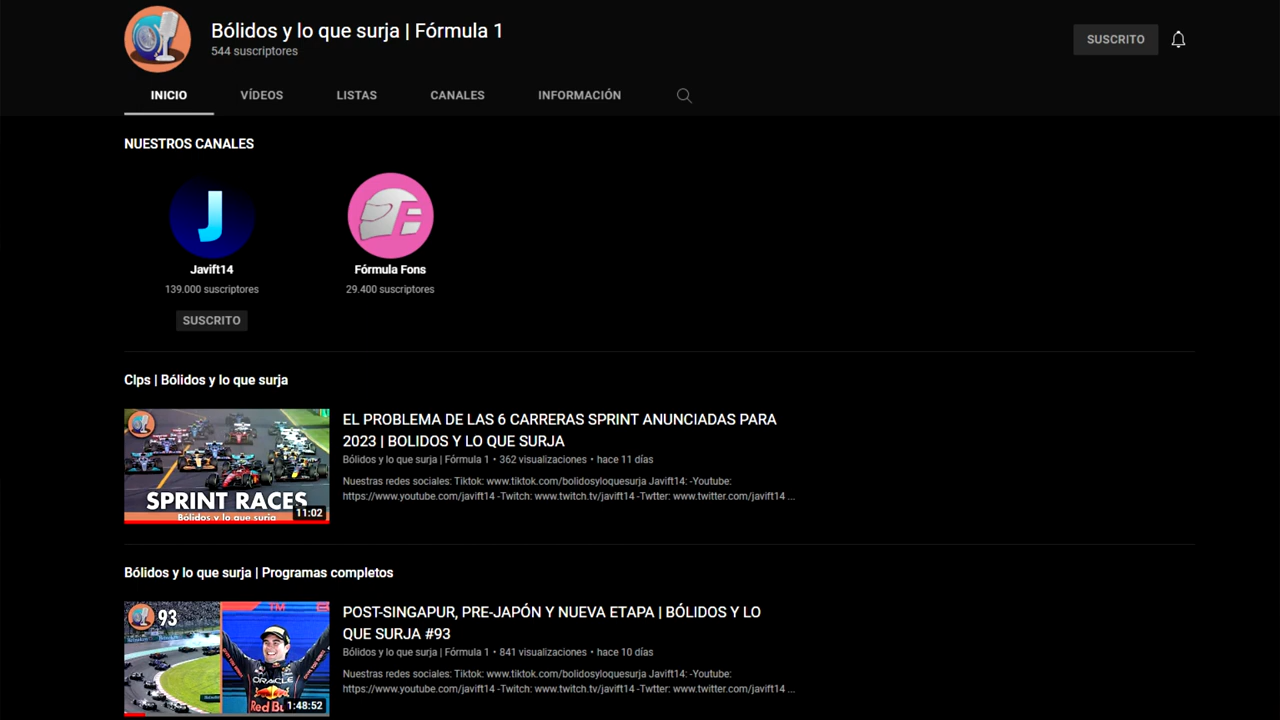 Bólidos y lo que surja | Fórmula 1
544 suscriptores
SUSCRITO
INICIO
VÍDEOS
LISTAS
CANALES
INFORMACIÓN
NUESTROS CANALES
J
Javift14
139.000 suscriptores
SUSCRITO
Fórmula Fons
29.400 suscriptores
Clps | Bólidos y lo que surja
SPRINT RACES
Bólidos y lo que surja
11:02
EL PROBLEMA DE LAS 6 CARRERAS SPRINT ANUNCIADAS PARA
2023 | BOLIDOS Y LO QUE SURJA
Bólidos y lo que surja | Fórmula 1 • 362 visualizaciones • hace 11 días
Nuestras redes sociales: Tiktok: www.tiktok.com/bolidosyloquesurja Javift14: -Youtube:
https://www.youtube.com/javift14 -Twitch: www.twitch.tv/javift14 -Twtter: www.twitter.com/javift14 ...
Bólidos y lo que surja | Programas completos
93
ORACLE
Red Bu
1:48:52
POST-SINGAPUR, PRE-JAPÓN Y NUEVA ETAPA | BÓLIDOS Y LO
QUE SURJA #93
Bólidos y lo que surja | Fórmula 1 • 841 visualizaciones • hace 10 días
Nuestras redes sociales: Tiktok: www.tiktok.com/bolidosyloquesurja Javift14: -Youtube:
https://www.youtube.com/javift14 -Twitch: www.twitch.tv/javift14 -Twtter: www.twitter.com/javift14 ...